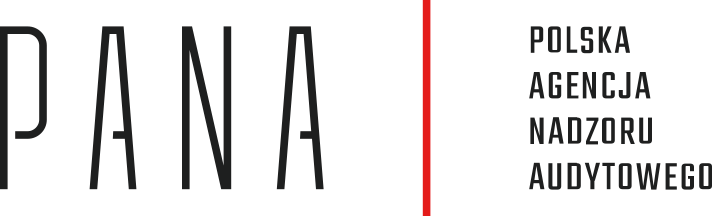 PANA
POLSKA
AGENCJA
NADZORU
AUDYTOWEGO